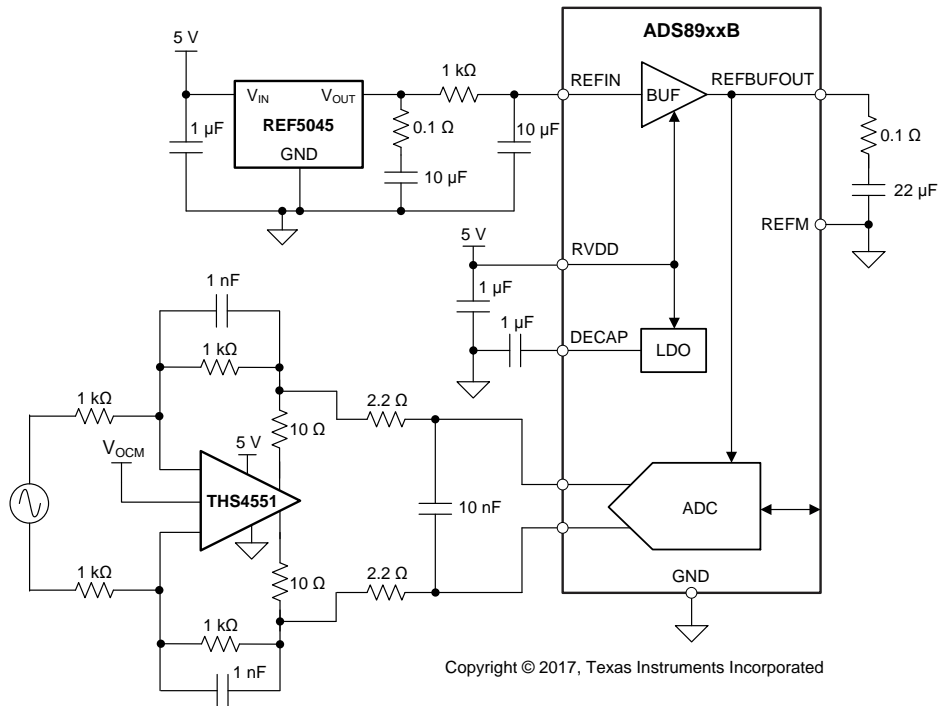 ADS89xxB
5 V
1 kΩ
REFIN
REFBUFOUT
V_IN
V_OUT
BUF
REF5045
1 µF
0.1 Ω
10 µF
0.1 Ω
GND
10 µF
22 µF
REFM
5 V
RVDD
1 nF
1 µF
1 µF
DECAP
LDO
1 kΩ
1 kΩ
2.2 Ω
10 Ω
V_OCM
5 V
THS4551
10 nF
ADC
1 kΩ
10 Ω
2.2 Ω
GND
1 kΩ
1 nF
Copyright © 2017, Texas Instruments Incorporated